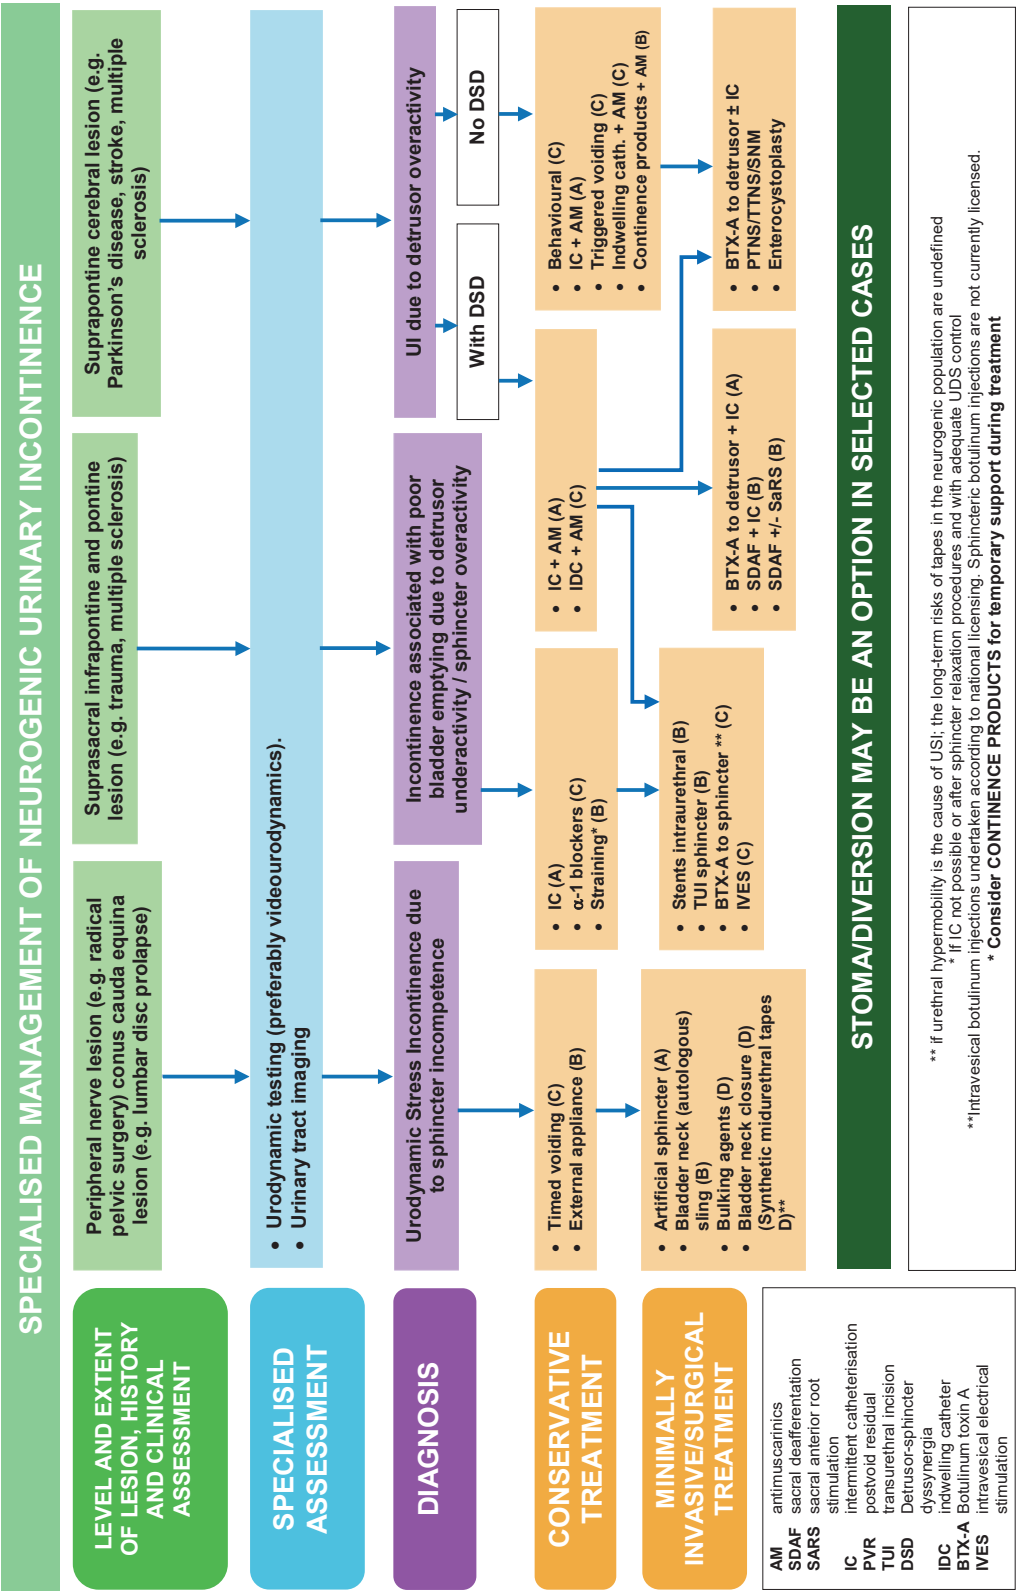 SPECIALISED MANAGEMENT OF NEUROGENIC URINARY INCONTINENCE
LEVEL AND EXTENT
OF LESION, HISTORY
AND CLINICAL
ASSESSMENT
Peripheral nerve lesion (e.g. radical
pelvic surgery) conus cauda equina
lesion (e.g. lumbar disc prolapse)
Suprasacral infrapontine and pontine
lesion (e.g. trauma, multiple sclerosis)
Suprapontine cerebral lesion (e.g.
Parkinson's disease, stroke, multiple
sclerosis)
SPECIALISED
ASSESSMENT
• Urodynamic testing (preferably videourodynamics).
• Urinary tract imaging
DIAGNOSIS
Urodynamic Stress Incontinence due
to sphincter incompetence
Incontinence associated with poor
bladder emptying due to detrusor
underactivity / sphincter overactivity
UI due to detrusor overactivity
With DSD
No DSD
CONSERVATIVE
TREATMENT
• Timed voiding (C)
• External appliance (B)
• IC (A)
• α-1 blockers (C)
• Straining* (B)
• IC + AM (A)
• IDC + AM (C)
• Behavioural (C)
• IC + AM (A)
• Triggered voiding (C)
• Indwelling cath. + AM (C)
• Continence products + AM (B)
MINIMALLY
INVASIVE/SURGICAL
TREATMENT
• Artificial sphincter (A)
• Bladder neck (autologous)
sling (B)
• Bulking agents (D)
• Bladder neck closure (D)
(Synthetic midurethral tapes
D)**
• Stents intraurethral (B)
• TUI sphincter (B)
• BTX-A to sphincter ** (C)
• IVES (C)
• BTX-A to detrusor + IC (A)
• SDAF + IC (B)
• SDAF +/- SaRS (B)
• BTX-A to detrusor ± IC
• PTNS/TTNS/SNM
• Enterocystoplasty
STOMA/DIVERSION MAY BE AN OPTION IN SELECTED CASES
AM antimuscarinics
SDAF sacral deafferentation
SARS sacral anterior root
stimulation
IC intermittent catheterisation
PVR postvoid residual
TUI transurethral incision
DSD Detrusor-sphincter
dyssynergia
IDC indwelling catheter
BTX-A Botulinum toxin A
IVES intravesical electrical
stimulation
** if urethral hypermobility is the cause of USI; the long-term risks of tapes in the neurogenic population are undefined
* If IC not possible or after sphincter relaxation procedures and with adequate UDS control
**Intravesical botulinum injections undertaken according to national licensing. Sphincteric botulinum injections are not currently licensed.
* Consider CONTINENCE PRODUCTS for temporary support during treatment